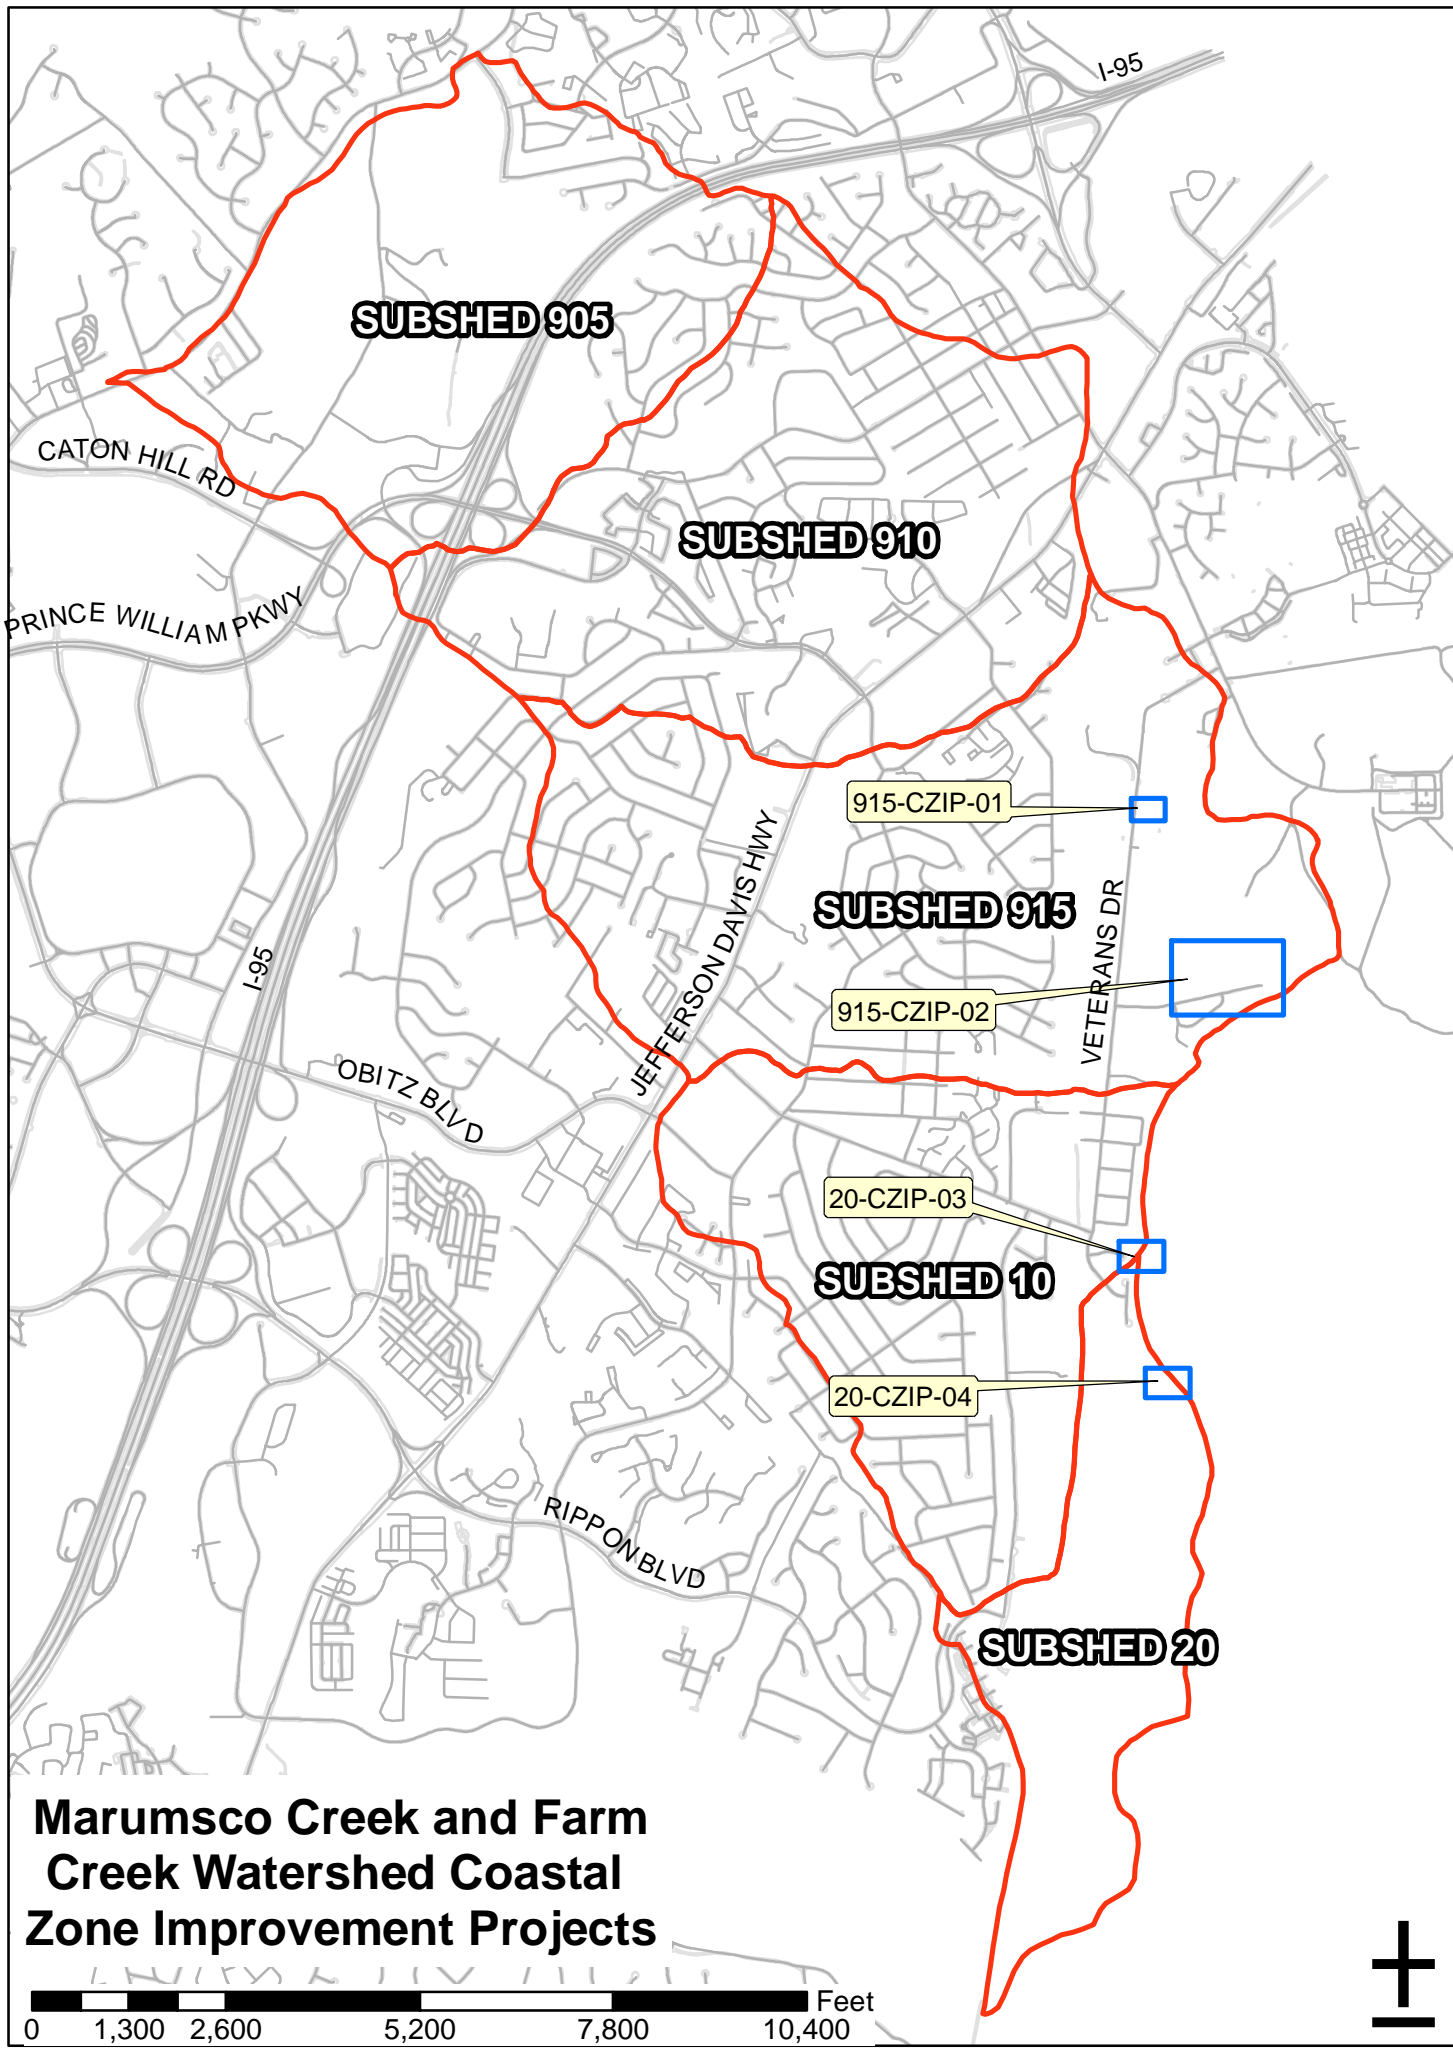 I-95
SUBSHED 905
CATON HILL RD
SUBSHED 910
PRINCE WILLIAM PKWY
915-CZIP-01
JEFFERSON DAVIS HWY
SUBSHED 915
VETERANS DR
I-95
915-CZIP-02
OBITZ BLVD
20-CZIP-03
SUBSHED 10
20-CZIP-04
RIPPON BLVD
SUBSHED 20
Marumsco Creek and Farm
Creek Watershed Coastal
Zone Improvement Projects
Feet
0 1,300 2,600 5,200 7,800 10,400